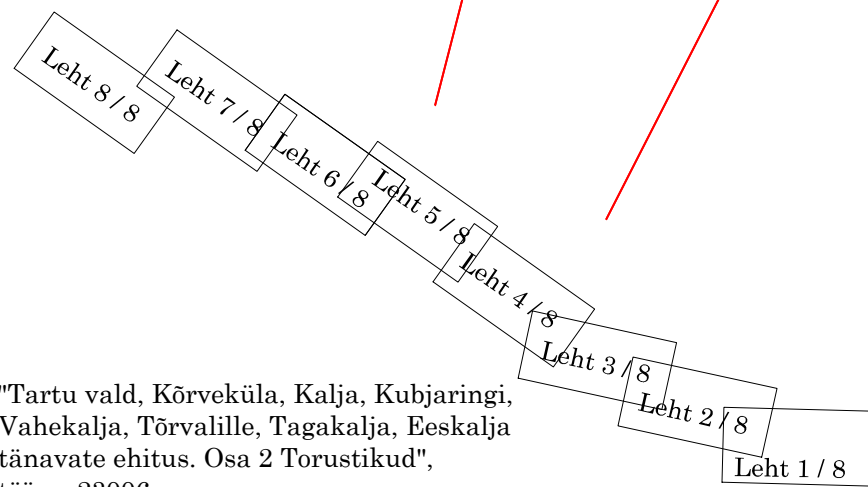 Leht 8 / 8
Leht 7 / 8
Leht 6 / 8
Leht 5 / 8
Leht 4 / 8
Leht 3 / 8
Leht 2 / 8
Leht 1 / 8
"Tartu vald, Kõrveküla, Kalja, Kubjaringi,
Vahekalja, Tõrvalille, Tagakalja, Eeskalja
tänavate ehitus. Osa 2 Torustikud",